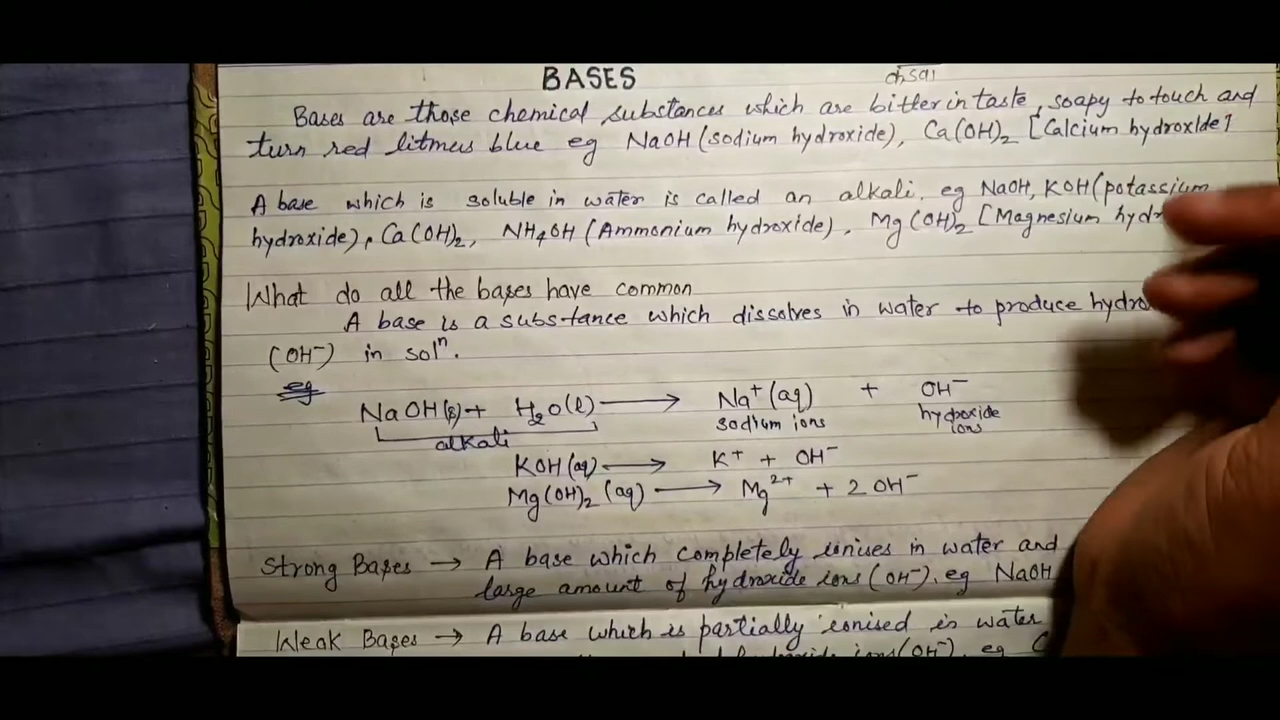 BASES
Bases are those chemical substances which are bitter in taste, soapy to touch and
turn red litmus blue eg NaOH (sodium hydroxide), Ca(OH)₂ [Calcium hydroxide]
A base which is soluble in water is called an alkali. eg NaOH, KOH (potassium
hydroxide), Ca(OH)₂, NH4OH (Ammonium hydroxide), Mg(OH)₂ [Magnesium
What do all the bases have common
A base is a substance which dissolves in water to produce
(OH⁻) in solⁿ.
eg
NaOH(s) + H₂O(l) ⟶ Na⁺(aq) + OH⁻
alkali sodium ions hydroxide
ions
KOH (aq) ⟶ K⁺ + OH⁻
Mg(OH)₂ (aq) ⟶ Mg²⁺ + 2 OH⁻
Strong Bases → A base which completely ionises in water and
large amount of hydroxide ions (OH⁻). eg NaOH
Weak Bases → A base which is partially ionised in water
ions (OH⁻). eg